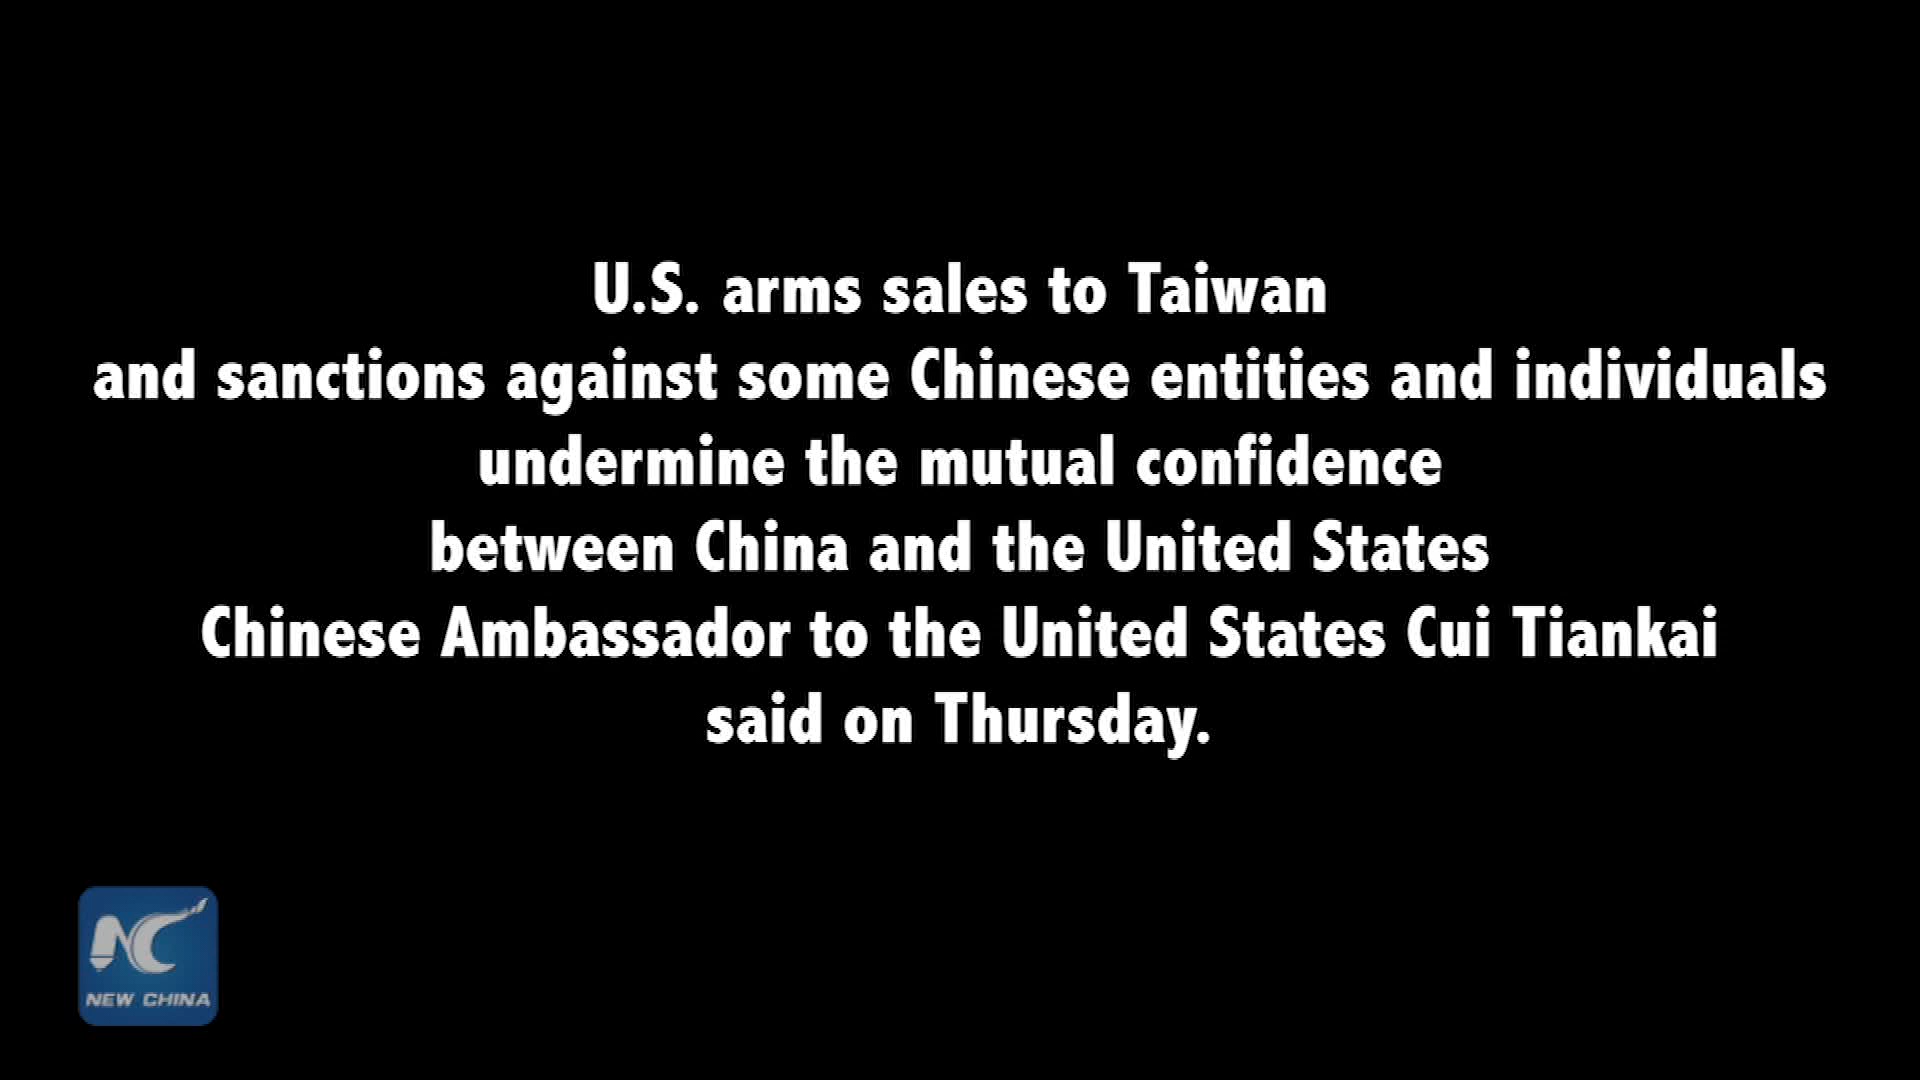 U.S. arms sales to Taiwan
and sanctions against some Chinese entities and individuals
undermine the mutual confidence
between China and the United States
Chinese Ambassador to the United States Cui Tiankai
said on Thursday.
NC
NEW CHINA